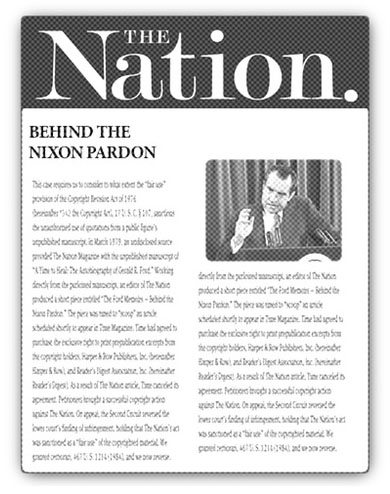 THE
Nation.
BEHIND THE
NIXON PARDON
This case requires us to consider to what extent the "fair use"
provision of the Copyright Revision Act of 1976
(hereinafter the Copyright Act), 17 U. S. C. § 107, sanctions
the unauthorized use of quotations from a public figure's
unpublished manuscript. In March 1979, an undisclosed source
provided The Nation Magazine with the unpublished manuscript of
"A Time to Heal: The Autobiography of Gerald R. Ford." Working
directly from the purloined manuscript, an editor of The Nation
produced a short piece entitled "The Ford Memoirs – Behind the
Nixon Pardon." The piece was timed to "scoop" an article
scheduled shortly to appear in Time Magazine. Time had agreed to
purchase the exclusive right to print prepublication excerpts from
the copyright holders, Harper & Row Publishers, Inc. (hereinafter
Harper & Row), and Reader's Digest Association, Inc. (hereinafter
Reader's Digest). As a result of The Nation article, Time canceled its
agreement. Petitioners brought a successful copyright action
against The Nation. On appeal, the Second Circuit reversed the
lower court's finding of infringement, holding that The Nation's act
was sanctioned as a "fair use" of the copyrighted material. We
granted certiorari, 467 U. S. 1214 (1984), and we now reverse.
directly from the purloined manuscript, an editor of The Nation
produced a short piece entitled "The Ford Memoirs – Behind the
Nixon Pardon." The piece was timed to "scoop" an article
scheduled shortly to appear in Time Magazine. Time had agreed to
purchase the exclusive right to print prepublication excerpts from
the copyright holders, Harper & Row Publishers, Inc. (hereinafter
Harper & Row), and Reader's Digest Association, Inc. (hereinafter
Reader's Digest). As a result of The Nation article, Time canceled its
agreement. Petitioners brought a successful copyright action
against The Nation. On appeal, the Second Circuit reversed the
lower court's finding of infringement, holding that The Nation's act
was sanctioned as a "fair use" of the copyrighted material. We
granted certiorari, 467 U. S. 1214 (1984), and we now reverse.